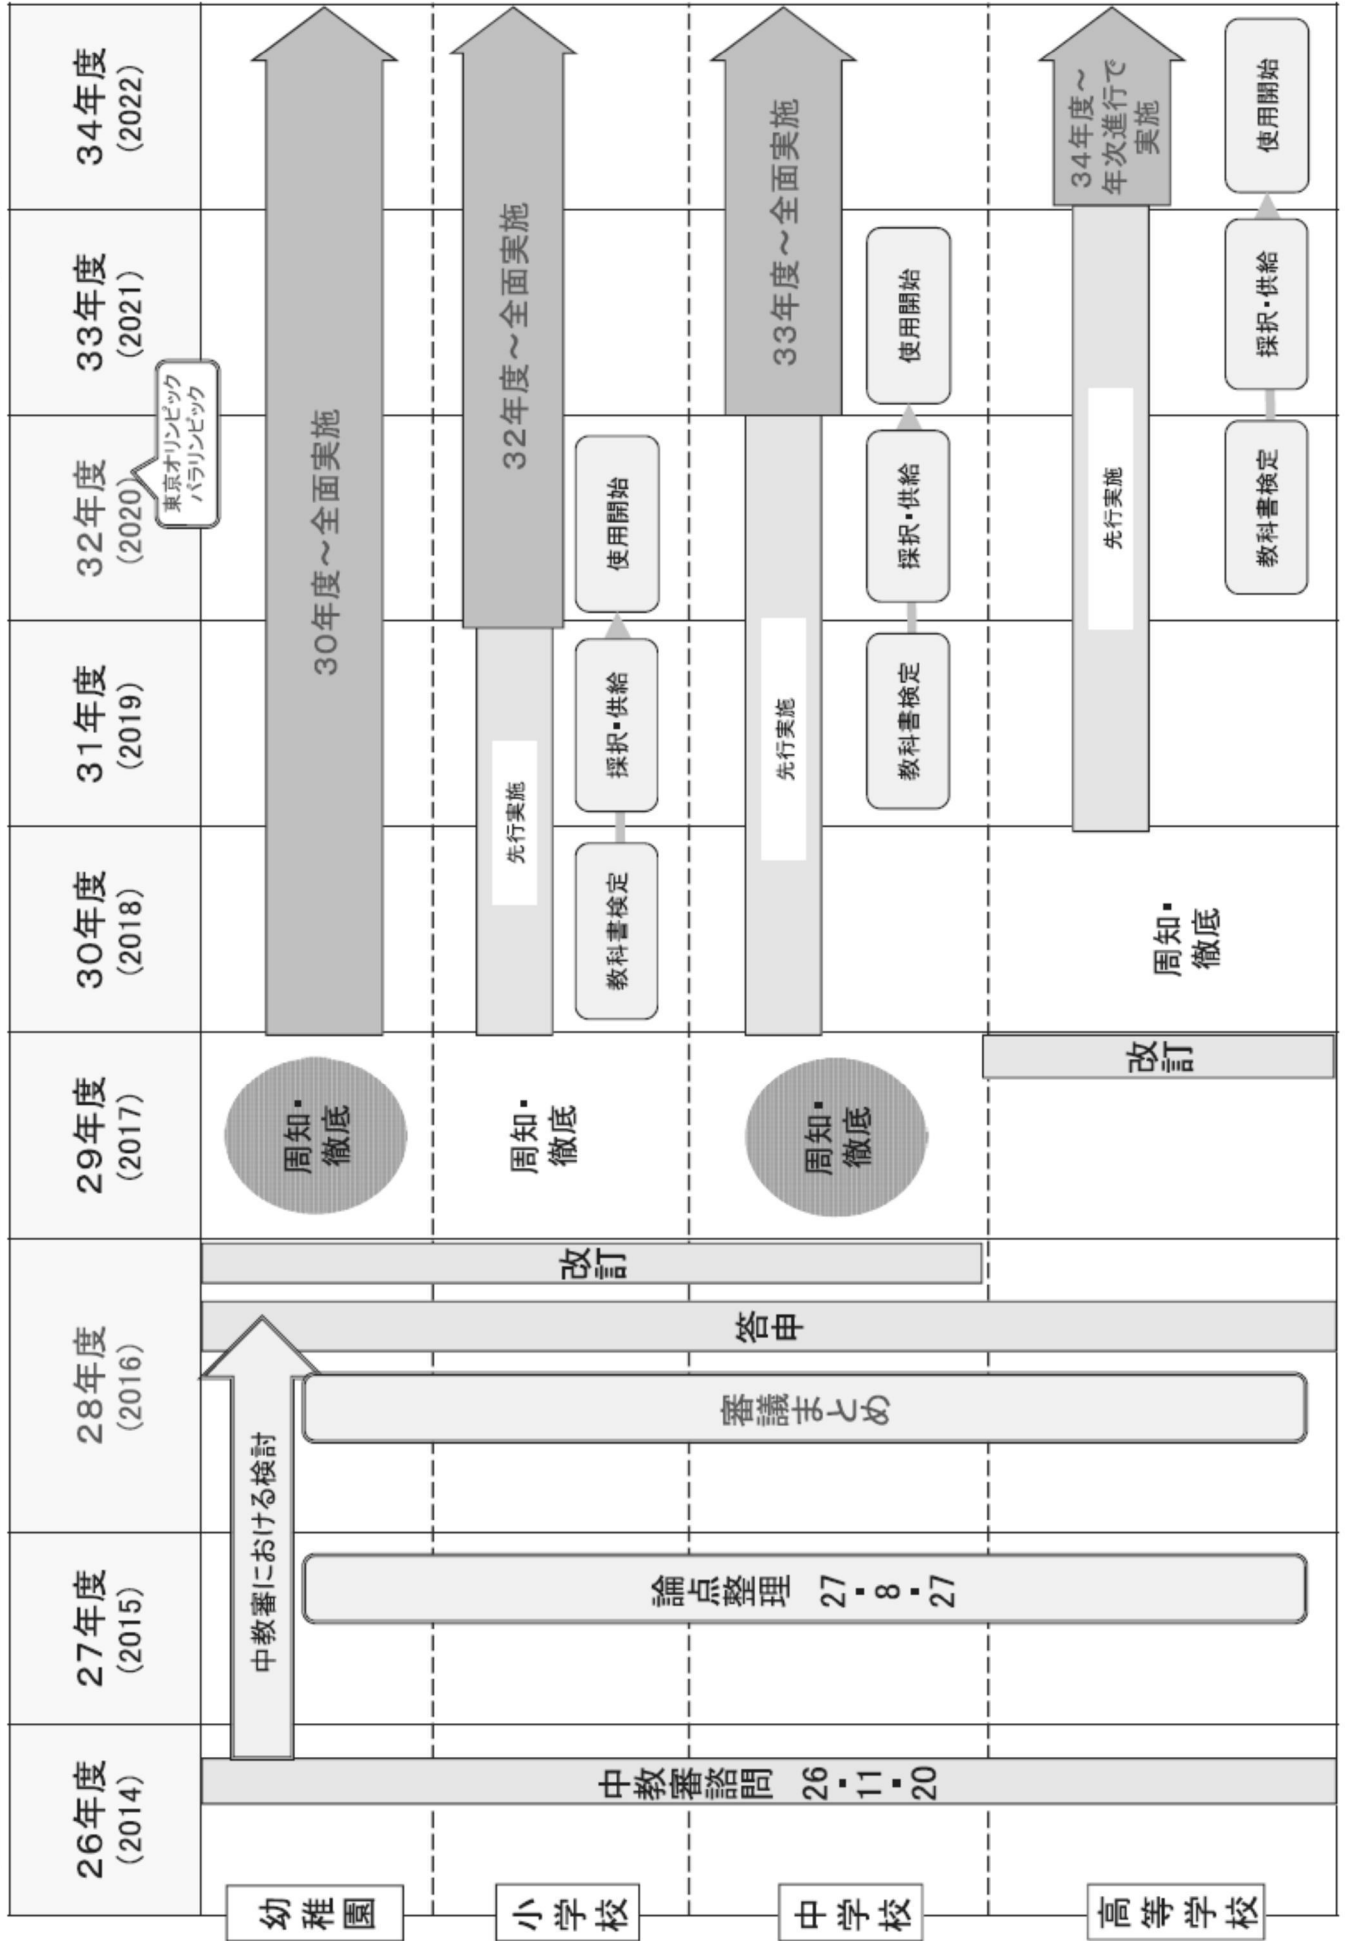 26年度
(2014)
27年度
(2015)
28年度
(2016)
29年度
(2017)
30年度
(2018)
31年度
(2019)
32年度
(2020)
33年度
(2021)
34年度
(2022)
東京オリンピック
パラリンピック
幼稚園
中教審諮問 26・11・20
中教審における検討
論点整理 27・8・27
審議まとめ
答申
改訂
周知・
徹底
30年度～全面実施
小学校
周知・
徹底
先行実施
32年度～全面実施
教科書検定
採択・供給
使用開始
中学校
周知・
徹底
先行実施
33年度～全面実施
教科書検定
採択・供給
使用開始
高等学校
改訂
周知・
徹底
先行実施
34年度～
年次進行で
実施
教科書検定
採択・供給
使用開始